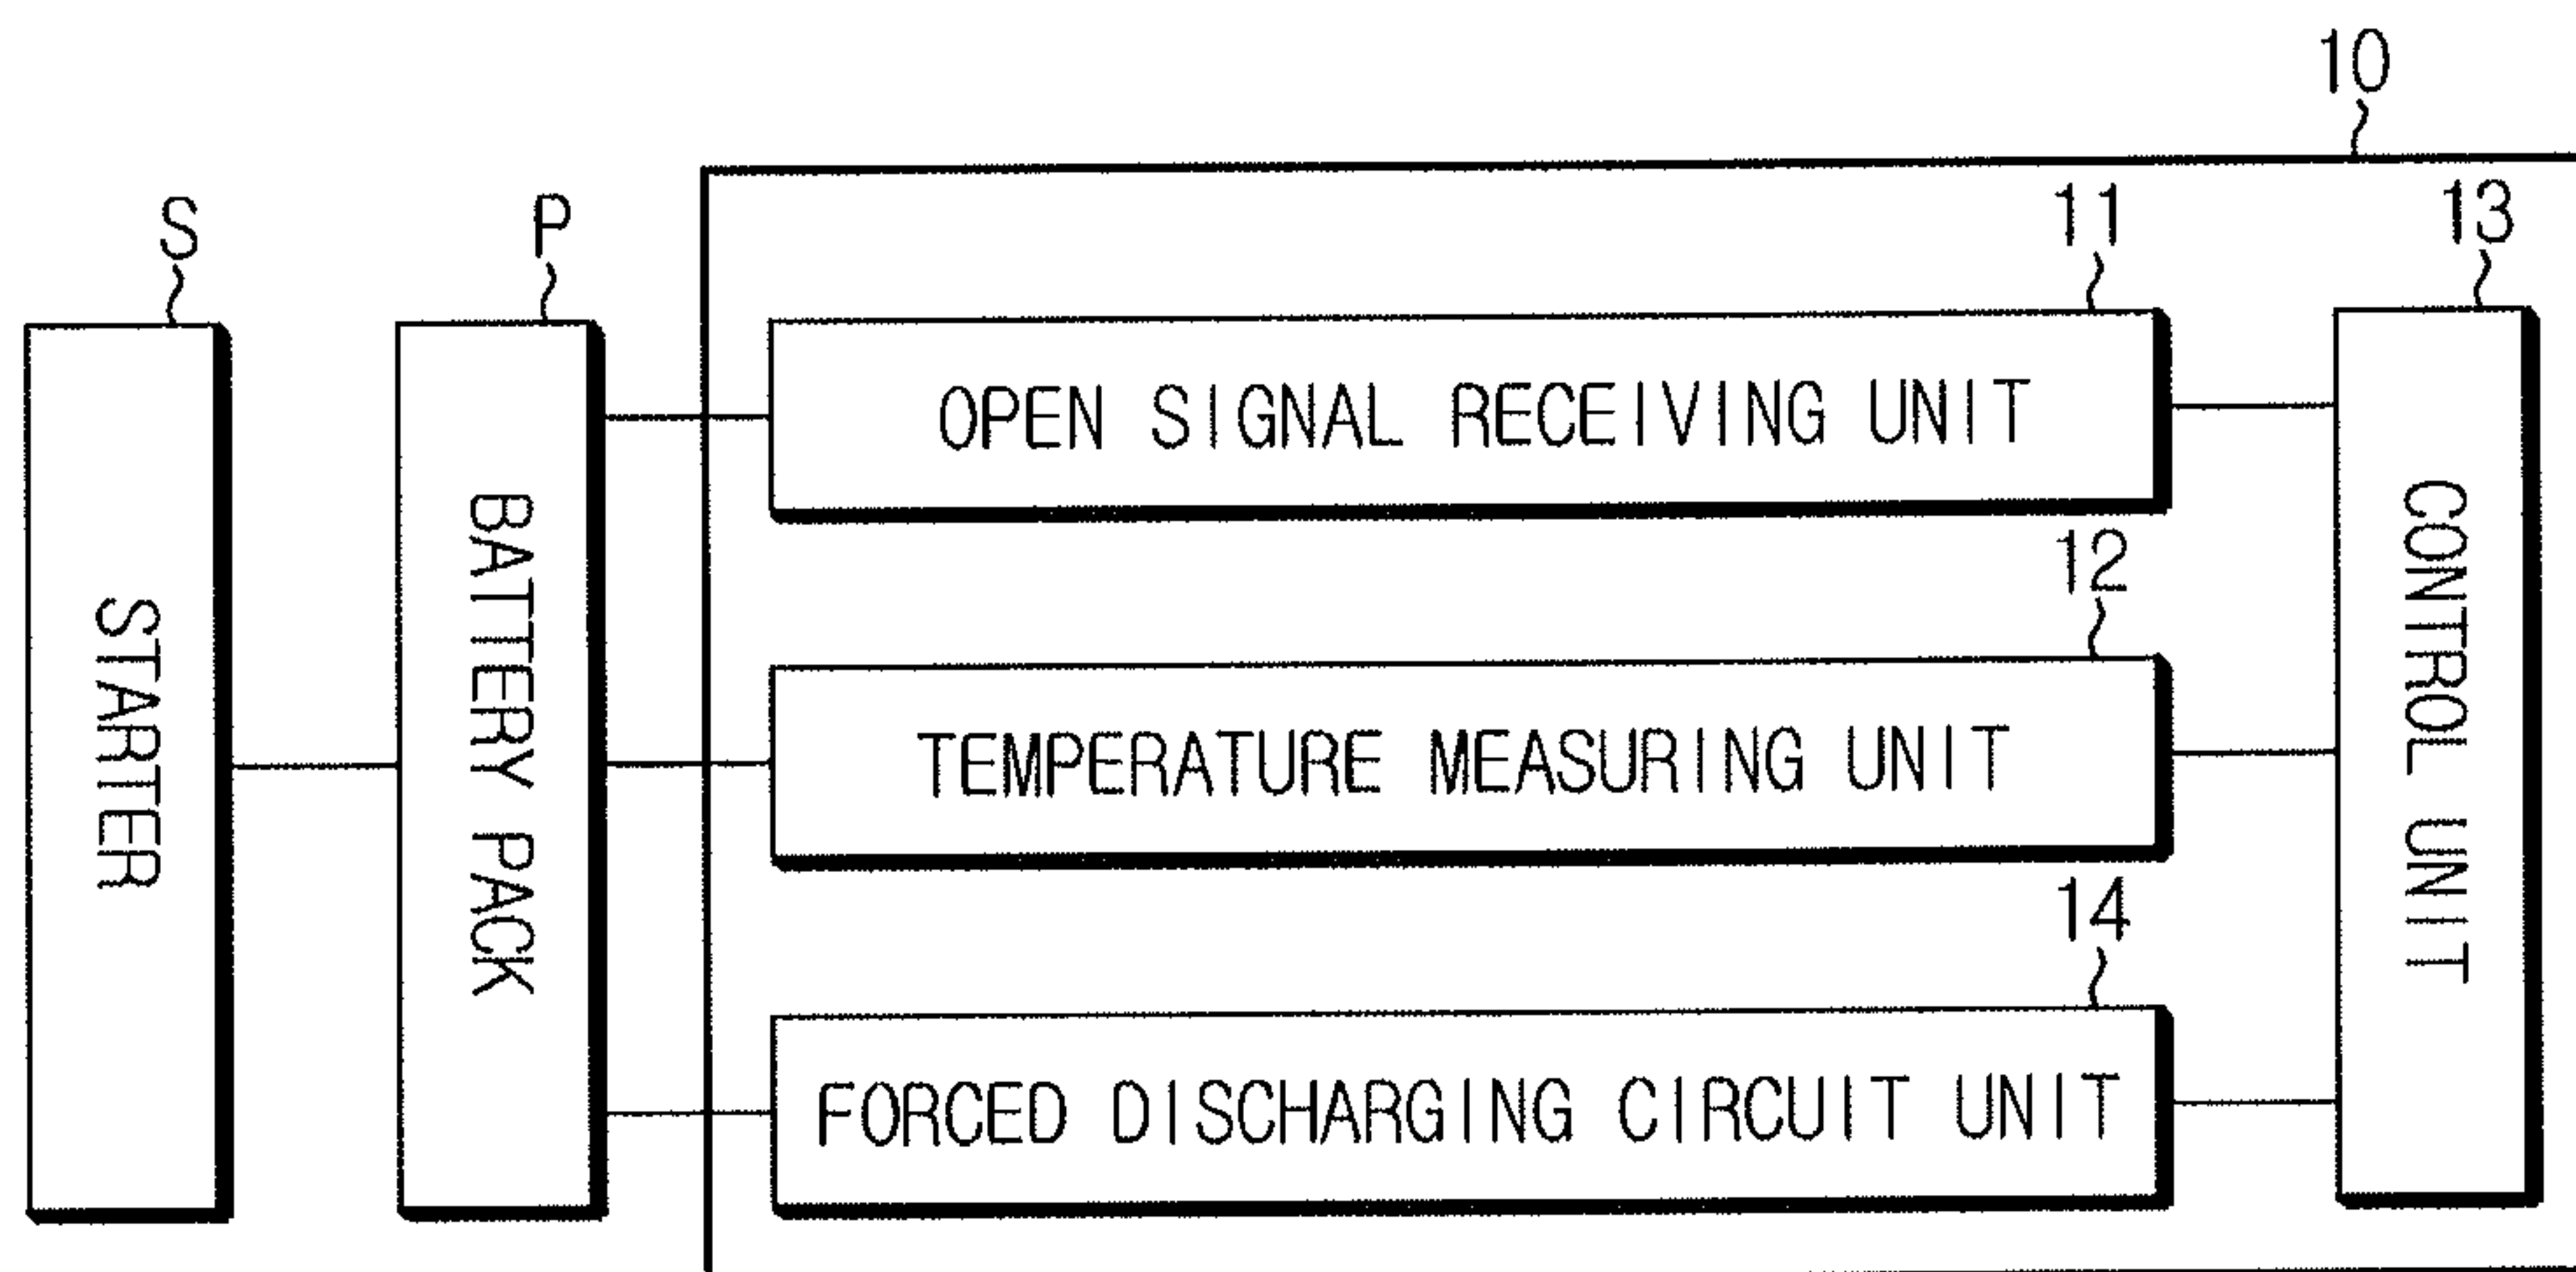 10
S
P
11
13
OPEN SIGNAL RECEIVING UNIT
12
STARTER
BATTERY PACK
TEMPERATURE MEASURING UNIT
CONTROL UNIT
14
FORCED DISCHARGING CIRCUIT UNIT